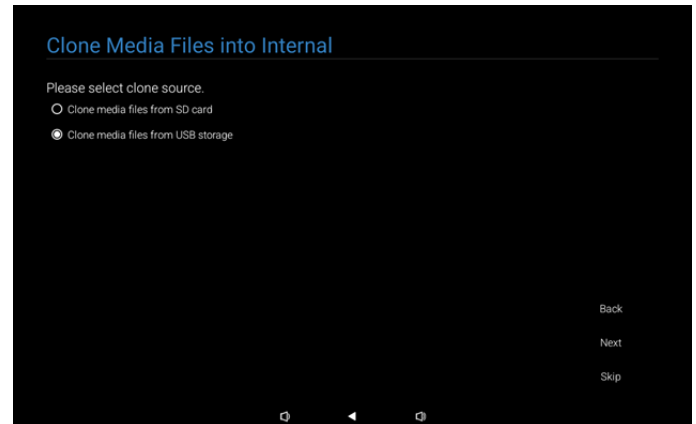 Clone Media Files into Internal
Please select clone source.
Clone media files from SD card
Clone media files from USB storage
Back
Next
Skip